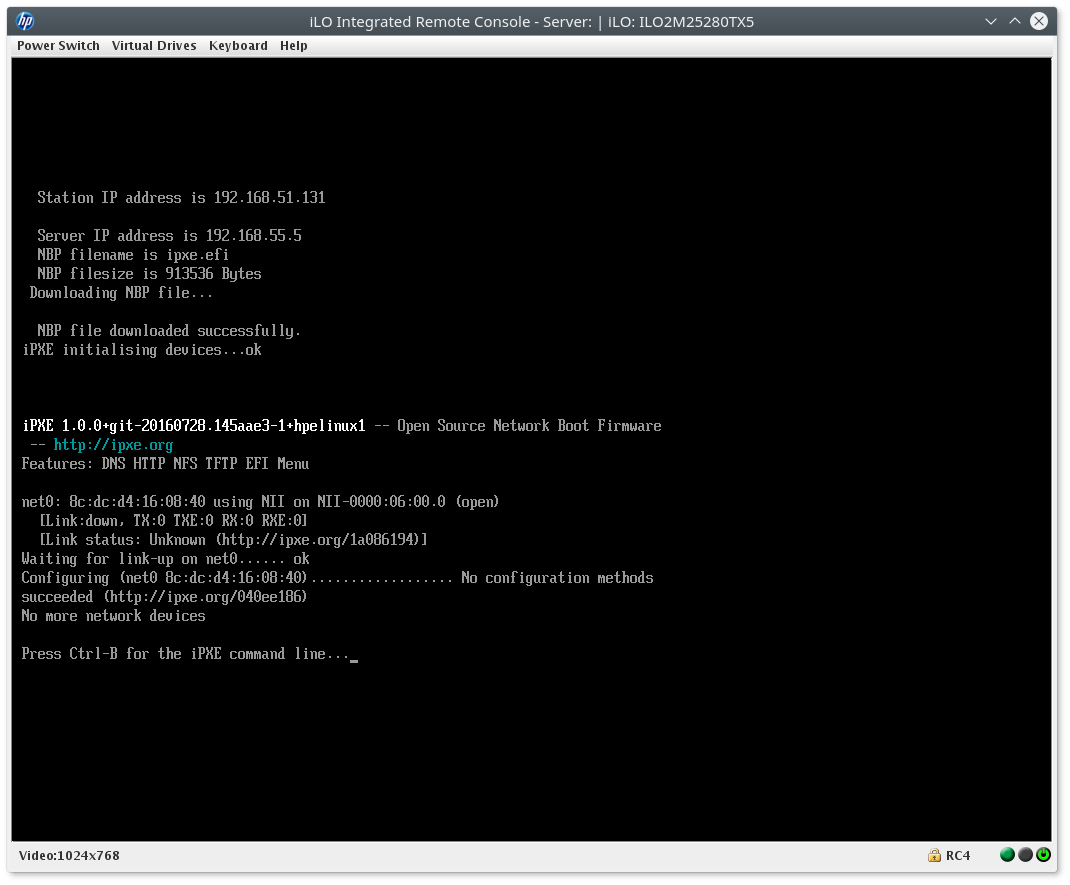 hp
iLO Integrated Remote Console - Server: | iLO: ILO2M25280TX5
Power Switch Virtual Drives Keyboard Help
Station IP address is 192.168.51.131
Server IP address is 192.168.55.5
NBP filename is ipxe.efi
NBP filesize is 913536 Bytes
Downloading NBP file...
NBP file downloaded successfully.
iPXE initialising devices...ok
iPXE 1.0.0+git-20160728.145aae3-1+hpelinux1 -- Open Source Network Boot Firmware
-- http://ipxe.org
Features: DNS HTTP NFS TFTP EFI Menu
net0: 8c:dc:d4:16:08:40 using NII on NII-0000:06:00.0 (open)
[Link:down, TX:0 TXE:0 RX:0 RXE:0]
[Link status: Unknown (http://ipxe.org/1a086194)]
Waiting for link-up on net0...... ok
Configuring (net0 8c:dc:d4:16:08:40).................. No configuration methods
succeeded (http://ipxe.org/040ee186)
No more network devices
Press Ctrl-B for the iPXE command line..._
Video:1024x768
RC4